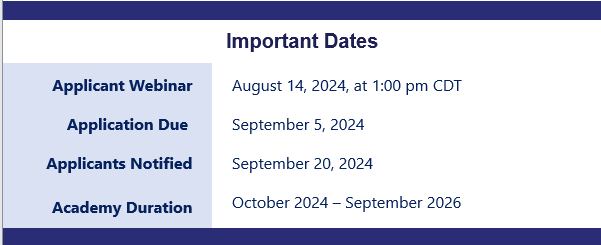 Important Dates
Applicant Webinar August 14, 2024, at 1:00 pm CDT
Application Due September 5, 2024
Applicants Notified September 20, 2024
Academy Duration October 2024 – September 2026